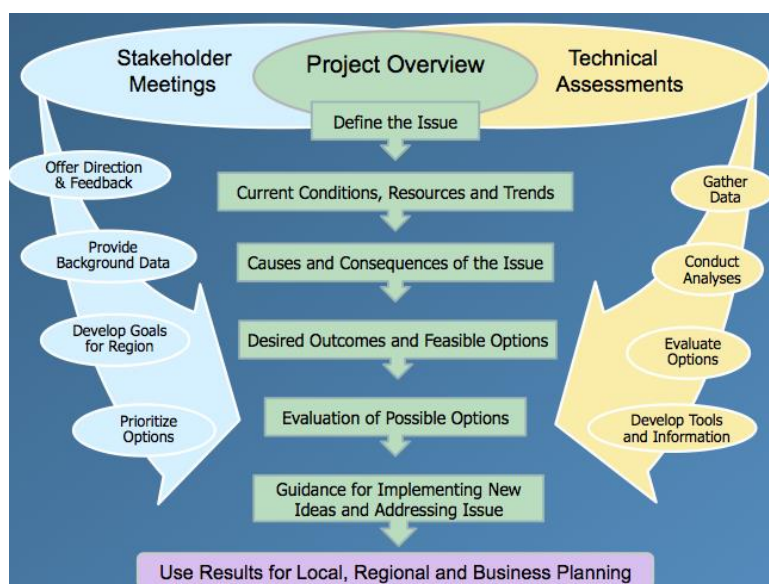 Stakeholder
Meetings
Project Overview
Technical
Assessments
Define the Issue
Offer Direction
& Feedback
Current Conditions, Resources and Trends
Gather
Data
Provide
Background Data
Causes and Consequences of the Issue
Conduct
Analyses
Develop Goals
for Region
Desired Outcomes and Feasible Options
Evaluate
Options
Prioritize
Options
Evaluation of Possible Options
Develop Tools
and Information
Guidance for Implementing New
Ideas and Addressing Issue
Use Results for Local, Regional and Business Planning